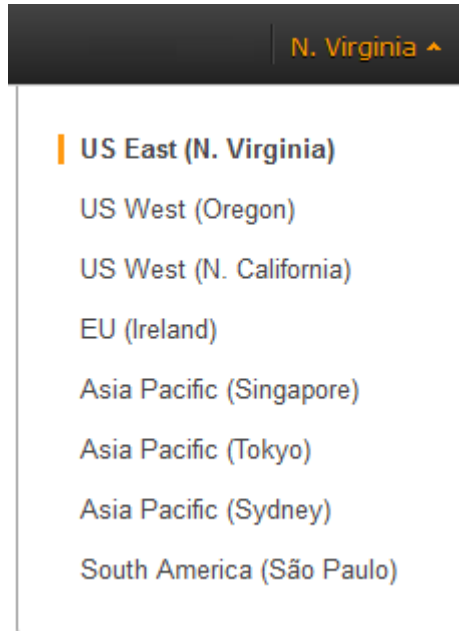 N. Virginia
US East (N. Virginia)
US West (Oregon)
US West (N. California)
EU (Ireland)
Asia Pacific (Singapore)
Asia Pacific (Tokyo)
Asia Pacific (Sydney)
South America (São Paulo)